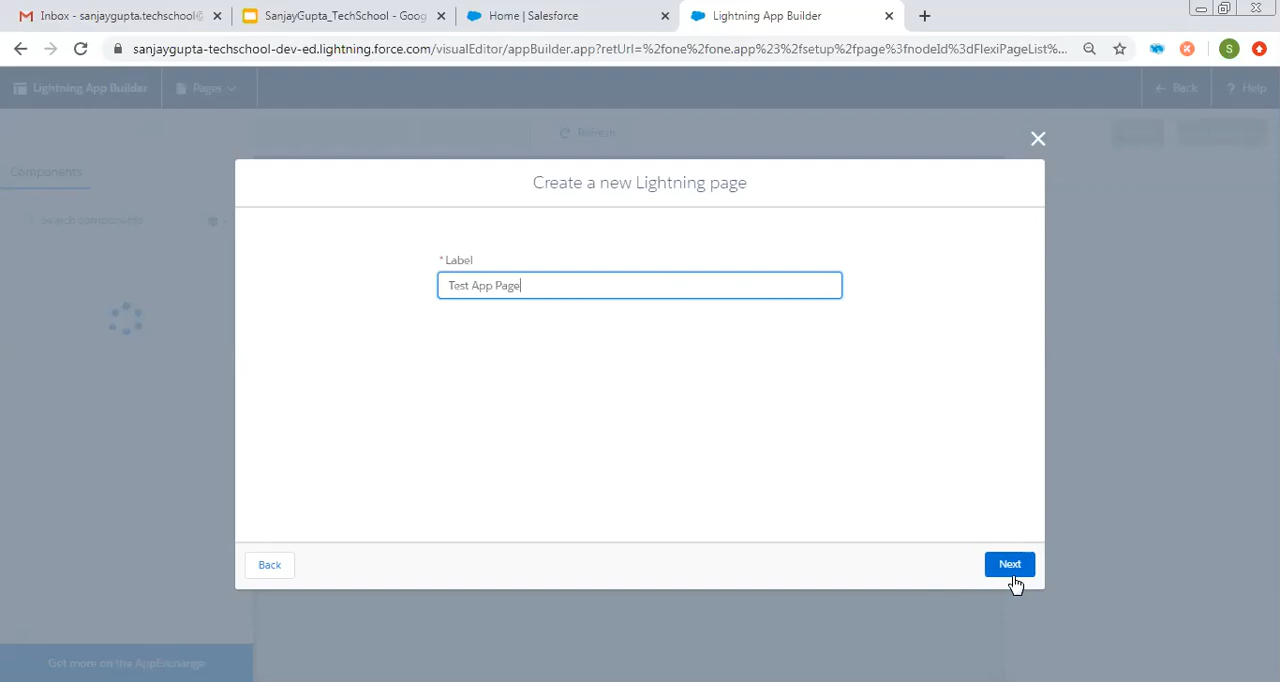 Inbox - sanjaygupta.techschool@
SanjayGupta_TechSchool - Goog
Home | Salesforce
Lightning App Builder
sanjaygupta-techschool-dev-ed.lightning.force.com/visualEditor/appBuilder.app?retUrl=%2fone%2fone.app%23%2fsetup%2fpage%3fnodeId%3dFlexiPageList%...
S
Lightning App Builder
Pages
Back
? Help
Refresh
Components
Search components...
Create a new Lightning page
* Label
Test App Page
Back
Next
Get more on the AppExchange